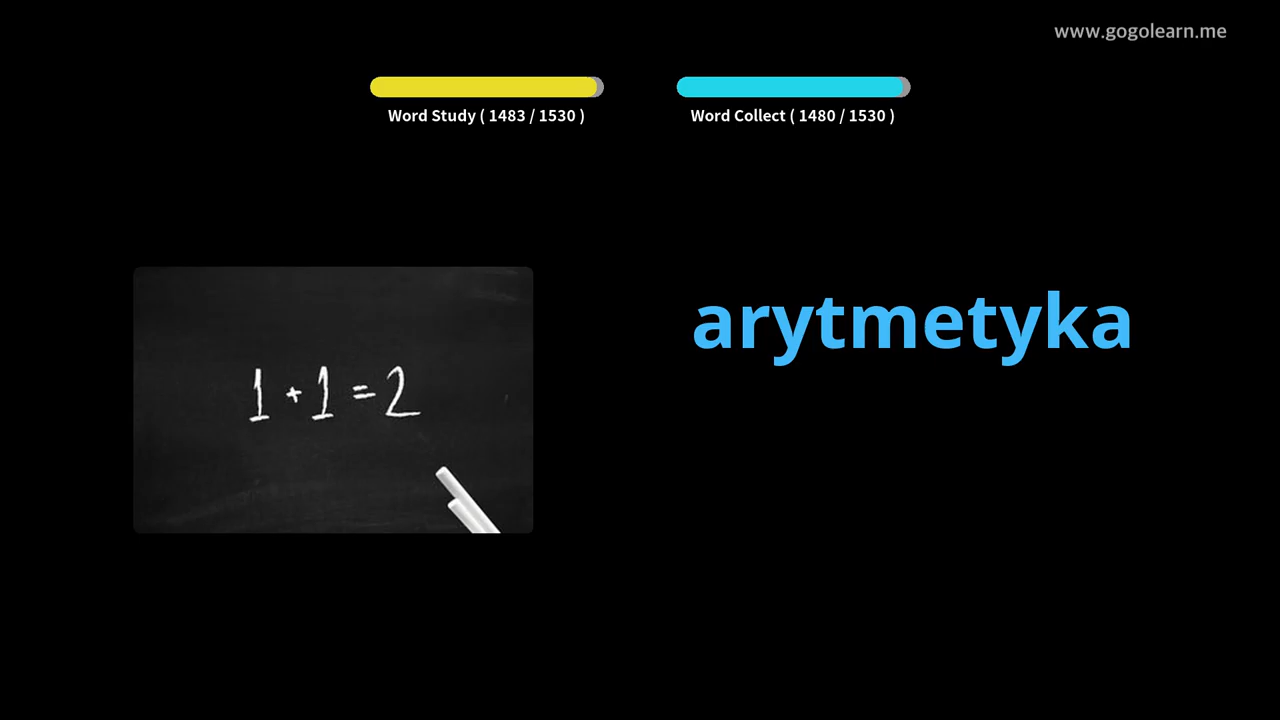 www.gogolearn.me
Word Study ( 1483 / 1530 )
Word Collect ( 1480 / 1530 )
1 + 1 = 2
arytmetyka